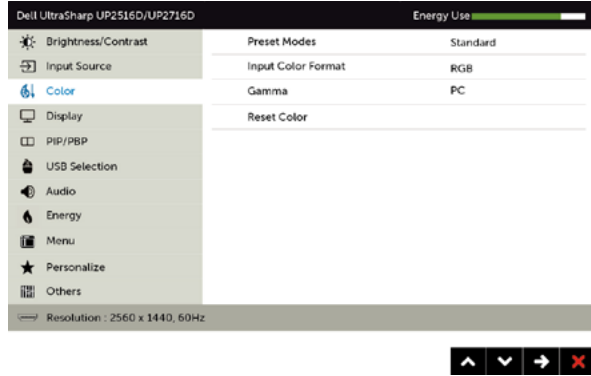 Dell UltraSharp UP2516D/UP2716D Energy Use
Brightness/Contrast Preset Modes Standard
Input Source Input Color Format RGB
Color Gamma PC
Display Reset Color
PIP/PBP
USB Selection
Audio
Energy
Menu
Personalize
Others
Resolution : 2560 x 1440, 60Hz